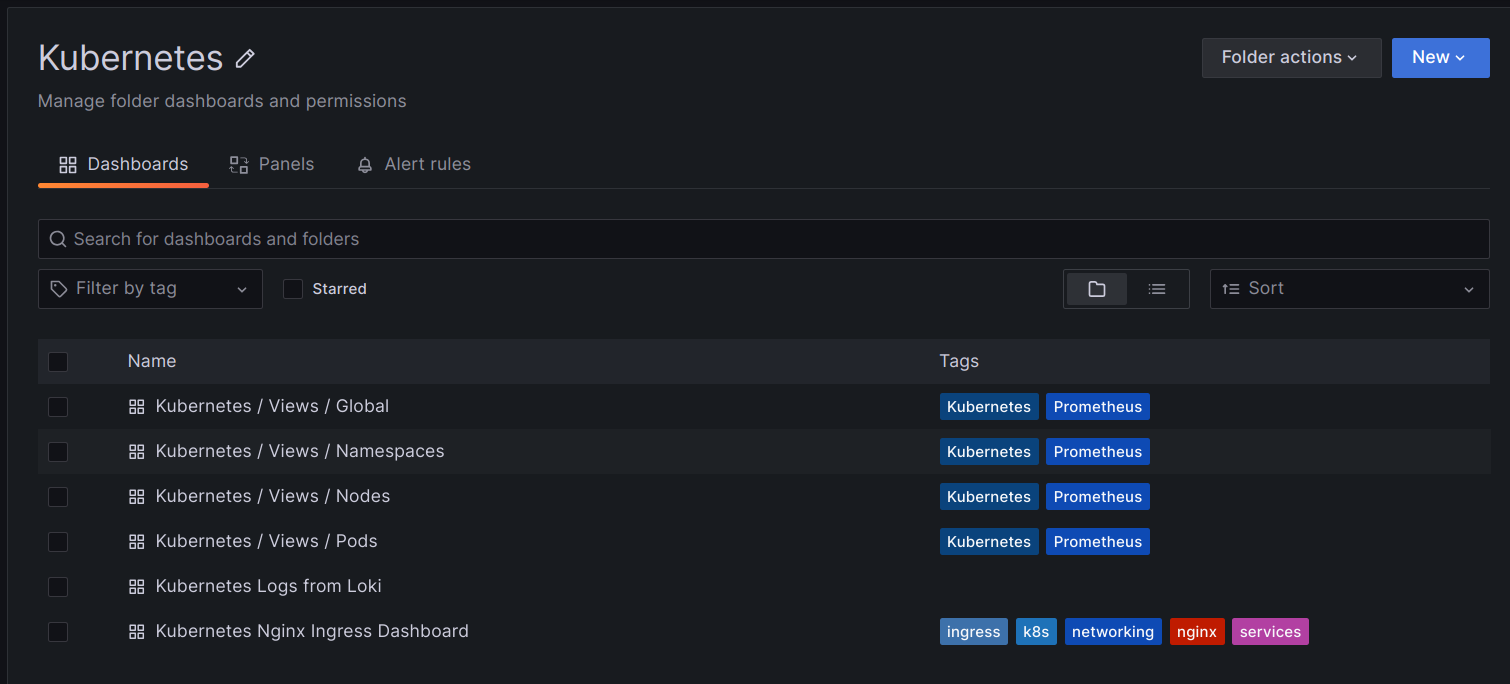 Kubernetes
Folder actions
New
Manage folder dashboards and permissions
Dashboards Panels Alert rules
Search for dashboards and folders
Filter by tag Starred Sort
Name Tags
Kubernetes / Views / Global Kubernetes Prometheus
Kubernetes / Views / Namespaces Kubernetes Prometheus
Kubernetes / Views / Nodes Kubernetes Prometheus
Kubernetes / Views / Pods Kubernetes Prometheus
Kubernetes Logs from Loki
Kubernetes Nginx Ingress Dashboard ingress k8s networking nginx services